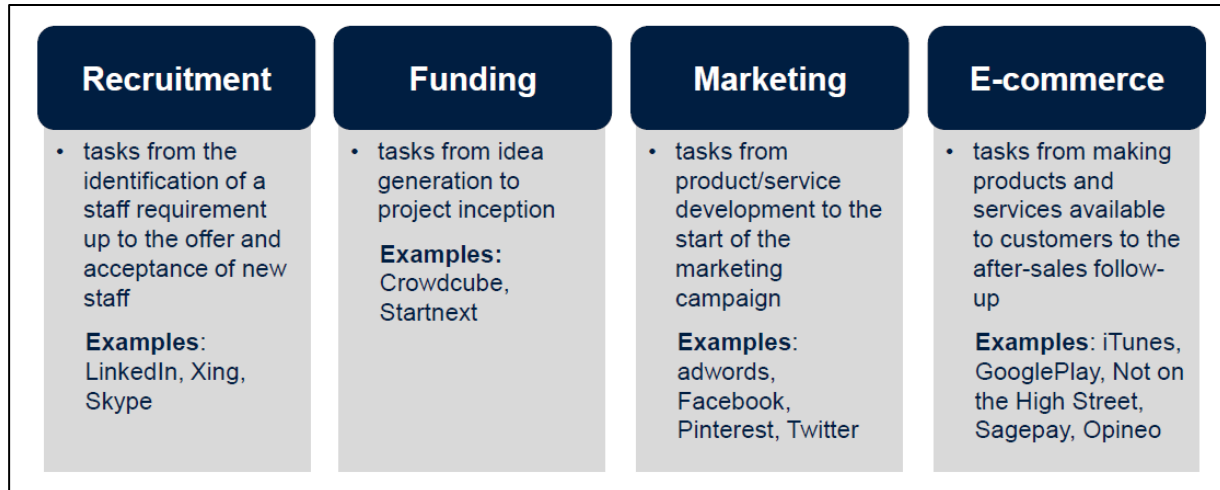 Recruitment
• tasks from the
identification of a
staff requirement
up to the offer and
acceptance of new
staff
Examples:
LinkedIn, Xing,
Skype
Funding
• tasks from idea
generation to
project inception
Examples:
Crowdcube,
Startnext
Marketing
• tasks from
product/service
development to the
start of the
marketing
campaign
Examples:
adwords,
Facebook,
Pinterest, Twitter
E-commerce
• tasks from making
products and
services available
to customers to the
after-sales follow-
up
Examples: iTunes,
GooglePlay, Not on
the High Street,
Sagepay, Opineo